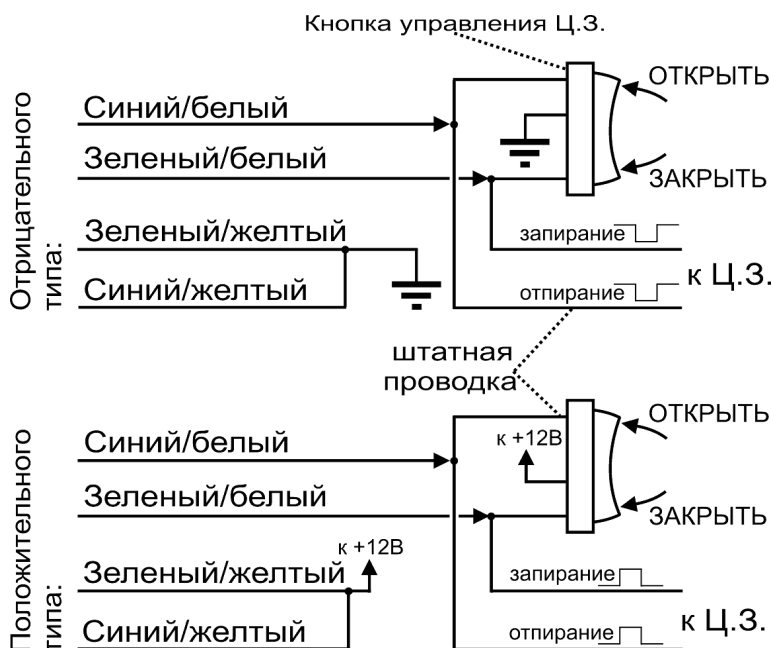 Кнопка управления Ц.З.
Отрицательного
типа:
Синий/белый
ОТКРЫТЬ
Зеленый/белый
ЗАКРЫТЬ
Зеленый/желтый
запирание
к Ц.З.
Синий/желтый
отпирание
штатная
проводка
Положительного
типа:
Синий/белый
к +12В
ОТКРЫТЬ
Зеленый/белый
ЗАКРЫТЬ
к +12В
Зеленый/желтый
запирание
к Ц.З.
Синий/желтый
отпирание